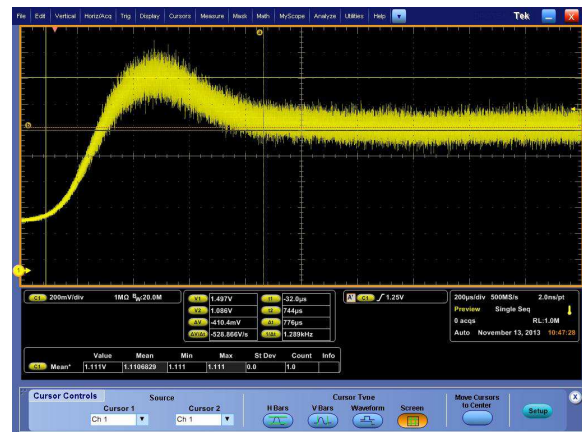 File Edit Vertical Horiz/Acq Trig Display Cursors Measure Mask Math MyScope Analyze Utilities Help Tek X
a
b
1
C1 200mV/div 1MΩ BW:20.0M
V1 1.497V t1 -32.0µs
V2 1.086V t2 744µs
ΔV -410.4mV Δt 776µs
ΔV/Δt -528.866V/s 1/Δt 1.289kHz
A' C1 1.25V
200µs/div 500MS/s 2.0ns/pt
Preview Single Seq
0 acqs RL:1.0M
Auto November 13, 2013 10:47:28
Value Mean Min Max St Dev Count Info
C1 Mean* 1.111V 1.1106829 1.111 1.111 0.0 1.0
Cursor Controls X
Source Cursor Type Move Cursors to Center
Cursor 1 Cursor 2 H Bars V Bars Waveform Screen
Ch 1 Ch 1 Setup